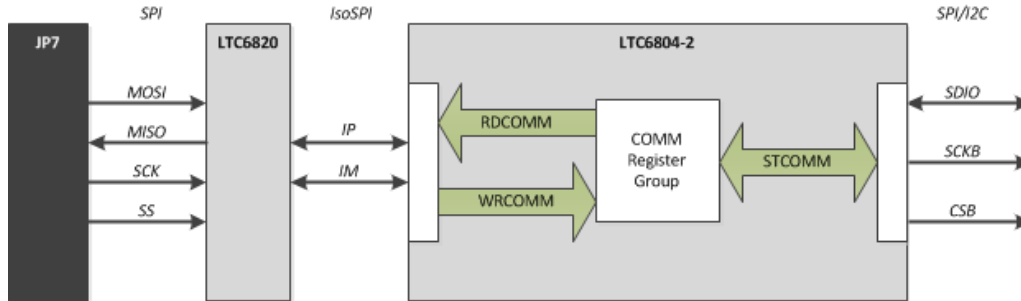 SPI
IsoSPI
SPI/I2C
JP7
LTC6820
LTC6804-2
MOSI
MISO
SCK
SS
IP
IM
RDCOMM
WRCOMM
COMM
Register
Group
STCOMM
SDIO
SCKB
CSB